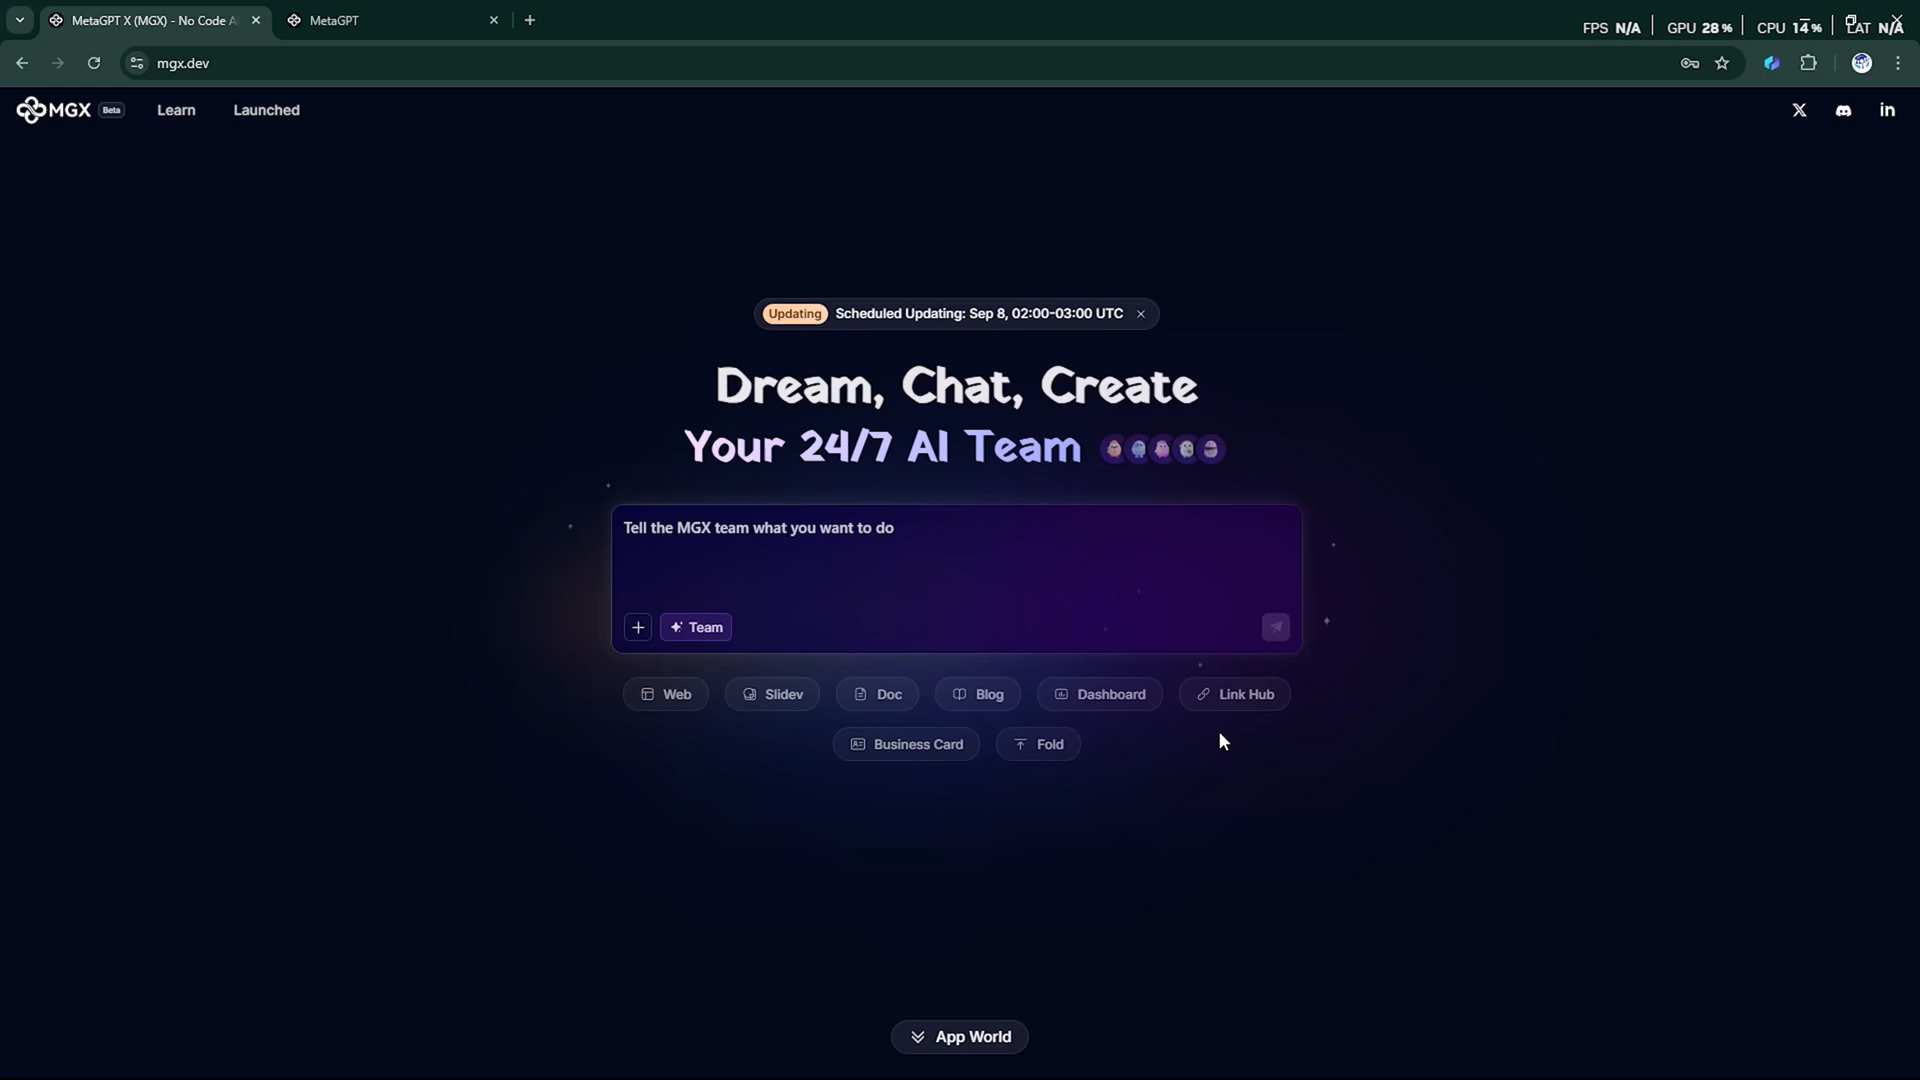 MetaGPT X (MGX) - No Code A
MetaGPT
FPS N/A
GPU 28 %
CPU 14 %
LAT N/A
mgx.dev
MGX Beta
Learn
Launched
X
in
Updating Scheduled Updating: Sep 8, 02:00-03:00 UTC
Dream, Chat, Create
Your 24/7 AI Team
Tell the MGX team what you want to do
Team
Web
Slidev
Doc
Blog
Dashboard
Link Hub
Business Card
Fold
App World